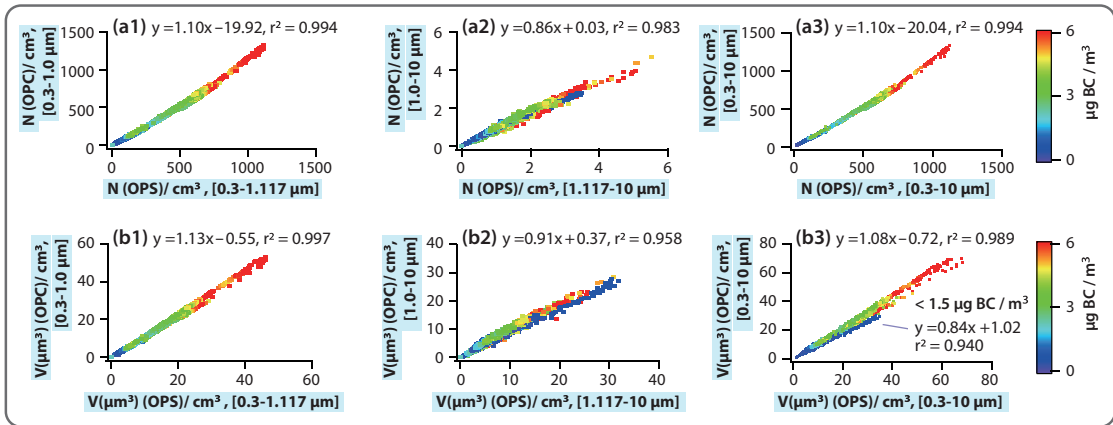 (a1) y=1.10x−19.92, r² = 0.994
N (OPC)/ cm³,
[0.3-1.0 µm]
1500
1000
500
0
0 500 1000 1500
N (OPS)/ cm³ , [0.3-1.117 µm]
(a2) y=0.86x+0.03, r² = 0.983
N (OPC)/ cm³,
[1.0-10 µm]
6
4
2
0
0 2 4 6
N (OPS)/ cm³, [1.117-10 µm]
(a3) y=1.10x−20.04, r² = 0.994
N (OPC)/ cm³,
[0.3-10 µm]
1500
1000
500
0
0 500 1000 1500
N (OPS)/ cm³ , [0.3-10 µm]
6
3
0
µg BC / m³
(b1) y=1.13x−0.55, r² = 0.997
V(µm³) (OPC)/ cm³,
[0.3-1.0 µm]
60
40
20
0
0 20 40 60
V(µm³) (OPS)/ cm³ , [0.3-1.117 µm]
(b2) y=0.91x+0.37, r² = 0.958
V(µm³) (OPC)/ cm³,
[1.0-10 µm]
40
30
20
10
0
0 10 20 30 40
V(µm³) (OPS)/ cm³, [1.117-10 µm]
(b3) y=1.08x−0.72, r² = 0.989
V(µm³) (OPC)/ cm³,
[0.3-10 µm]
80
60
40
20
0
< 1.5 µg BC / m³
y=0.84x +1.02
r² = 0.940
0 20 40 60 80
V(µm³) (OPS)/ cm³ , [0.3-10 µm]
6
3
0
µg BC / m³